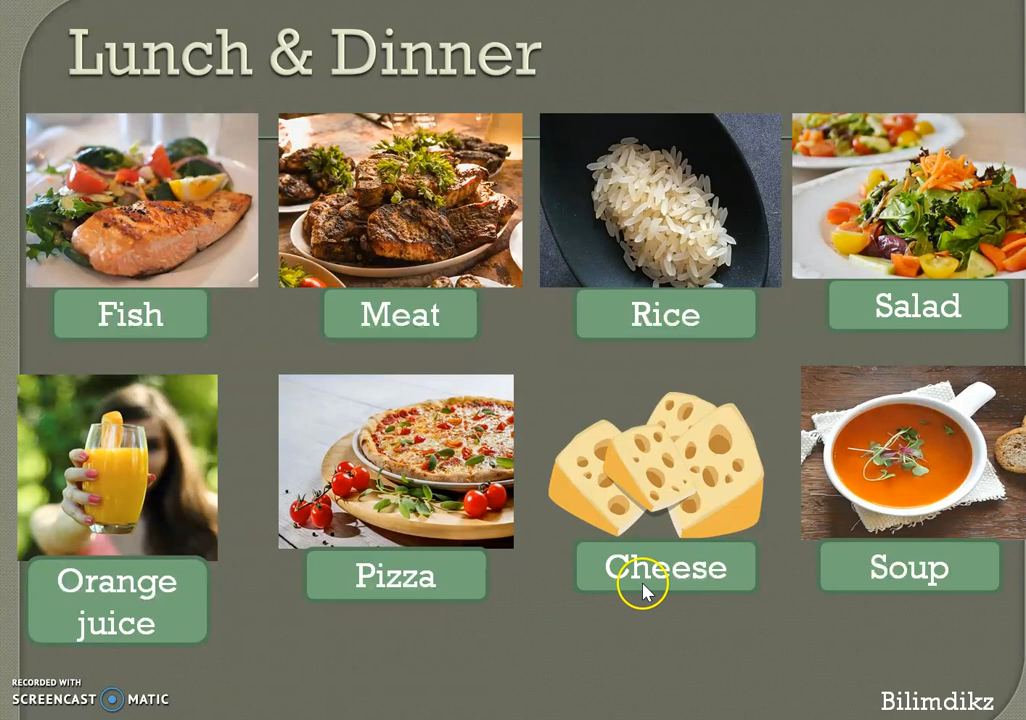 Lunch & Dinner
Fish
Meat
Rice
Salad
Orange
juice
Pizza
Cheese
Soup
RECORDED WITH
SCREENCAST MATIC
Bilimdikz